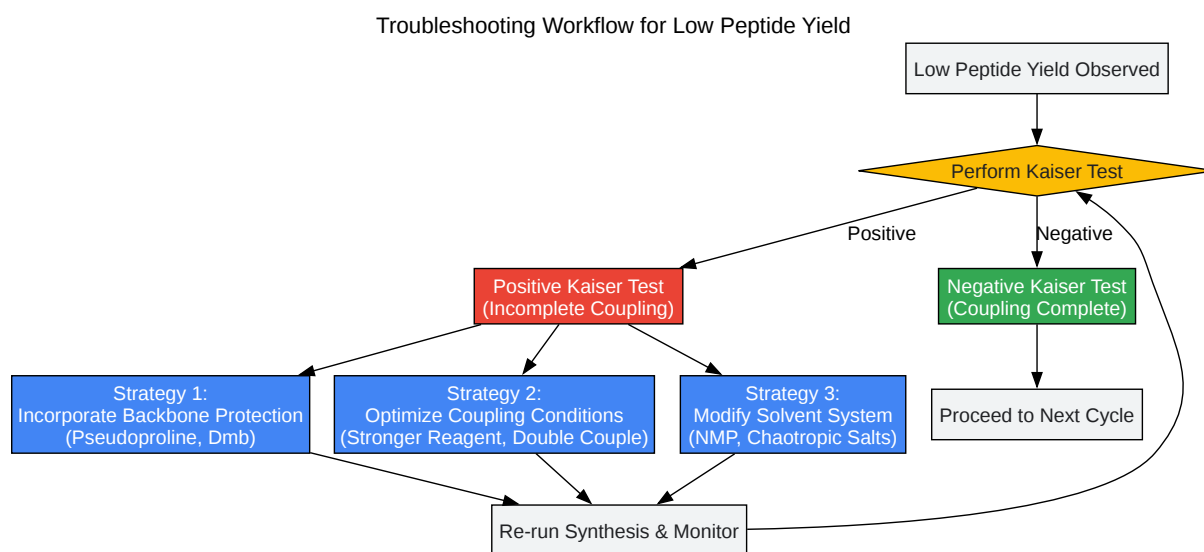 Troubleshooting Workflow for Low Peptide Yield
Low Peptide Yield Observed
Perform Kaiser Test
Positive
Negative
Positive Kaiser Test
(Incomplete Coupling)
Negative Kaiser Test
(Coupling Complete)
Strategy 1:
Incorporate Backbone Protection
(Pseudoproline, Dmb)
Strategy 2:
Optimize Coupling Conditions
(Stronger Reagent, Double Couple)
Strategy 3:
Modify Solvent System
(NMP, Chaotropic Salts)
Proceed to Next Cycle
Re-run Synthesis & Monitor